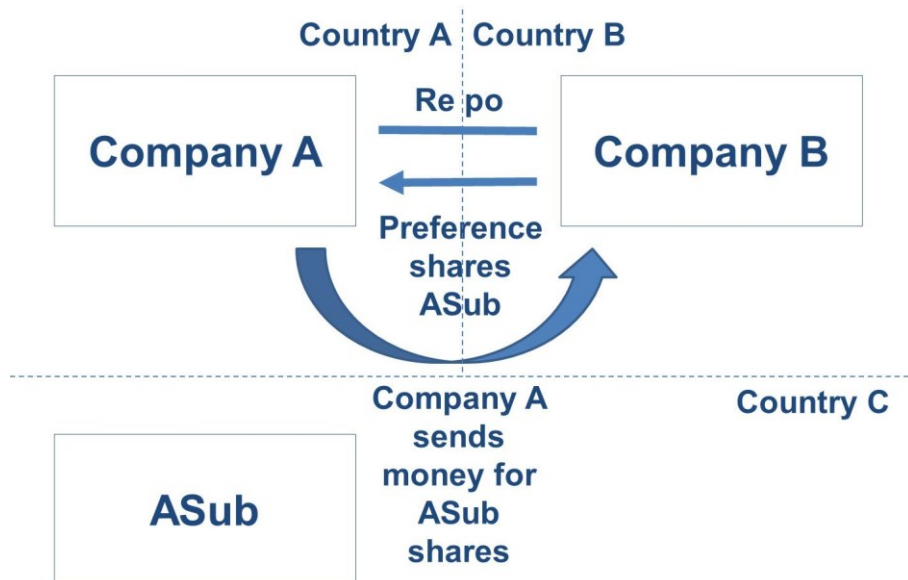 Country A Country B
Re po
Company A
Company B
Preference
shares
ASub
Company A
sends
money for
ASub
shares
Country C
ASub